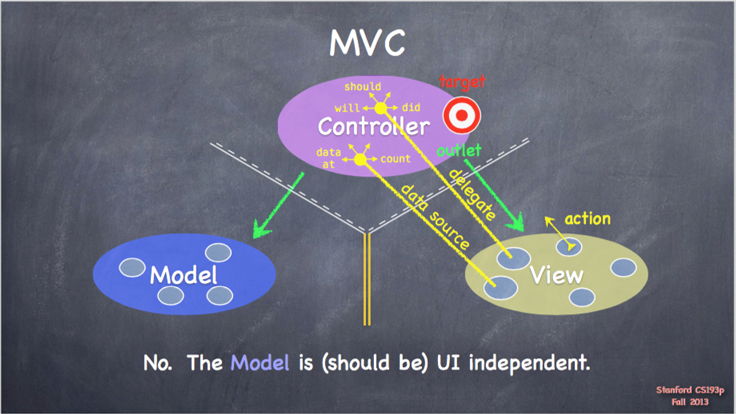 MVC
should
target
will
did
Controller
data
at
count
outlet
delegate
data source
action
Model
View
No. The Model is (should be) UI independent.
Stanford CS193p
Fall 2013